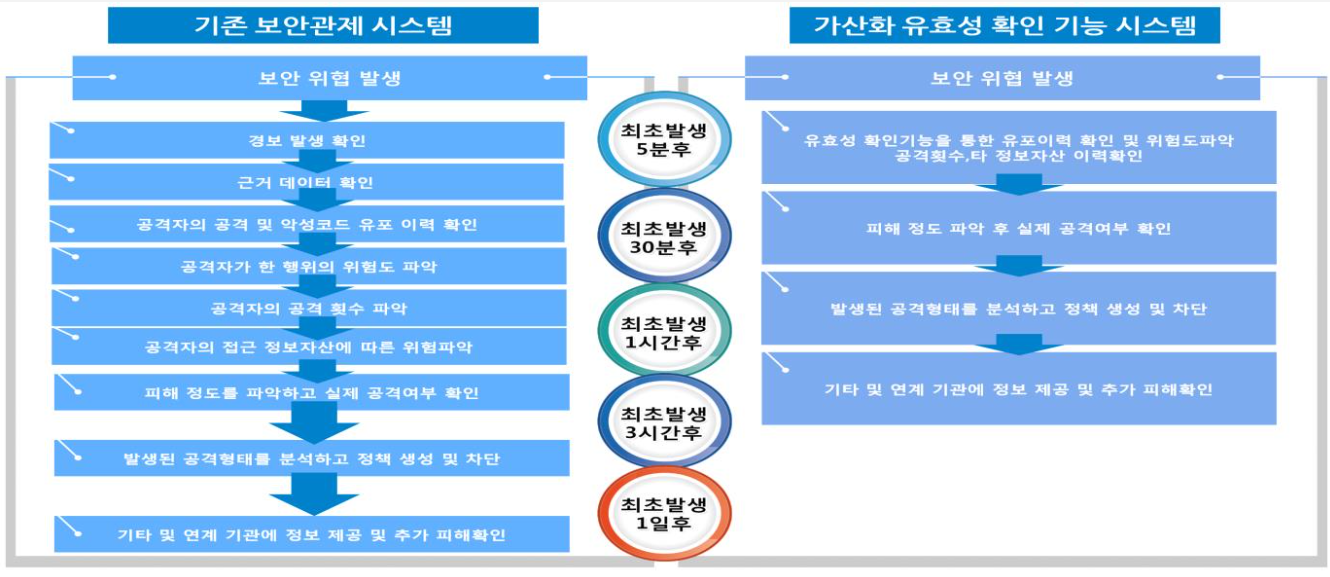 기존 보안관제 시스템
보안 위협 발생
경보 발생 확인
근거 데이터 확인
공격자의 공격 및 악성코드 유포 이력 확인
공격자가 한 행위의 위험도 파악
공격자의 공격 횟수 파악
공격자의 접근 정보자산에 따른 위험파악
피해 정도를 파악하고 실제 공격여부 확인
발생된 공격형태를 분석하고 정책 생성 및 차단
기타 및 연계 기관에 정보 제공 및 추가 피해확인
최초발생
5분후
최초발생
30분후
최초발생
1시간후
최초발생
3시간후
최초발생
1일후
가산화 유효성 확인 기능 시스템
보안 위협 발생
유효성 확인기능을 통한 유포이력 확인 및 위험도파악
공격횟수,타 정보자산 이력확인
피해 정도 파악 후 실제 공격여부 확인
발생된 공격형태를 분석하고 정책 생성 및 차단
기타 및 연계 기관에 정보 제공 및 추가 피해확인